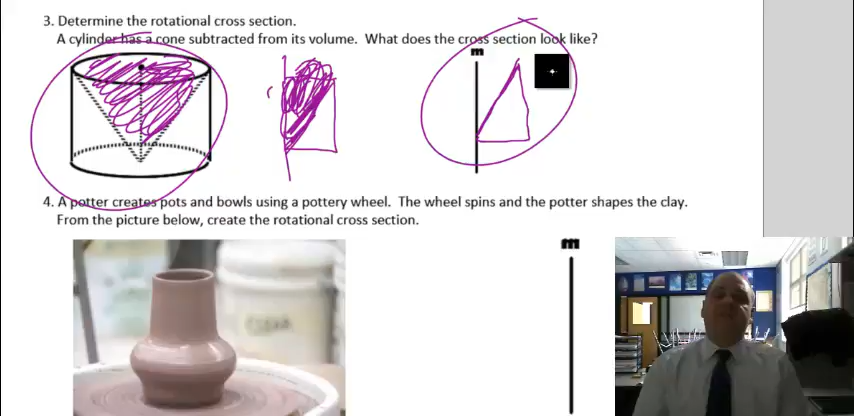 3. Determine the rotational cross section.
A cylinder has a cone subtracted from its volume. What does the cross section look like?
m
4. A potter creates pots and bowls using a pottery wheel. The wheel spins and the potter shapes the clay.
From the picture below, create the rotational cross section.
m